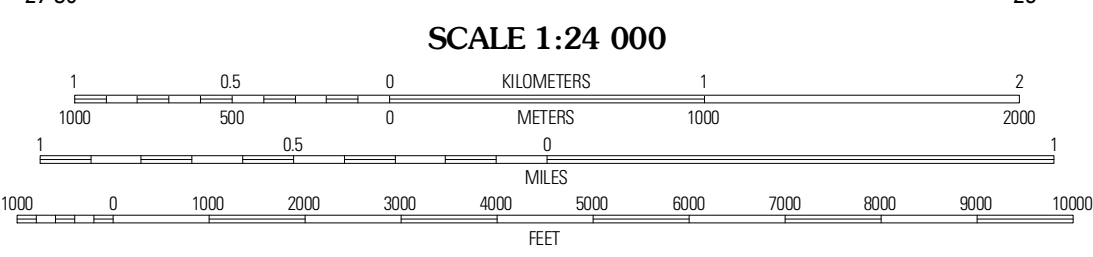 SCALE 1:24 000
1 0.5 0 KILOMETERS 1 2
1000 500 0 METERS 1000 2000
1 0.5 0 1
MILES
1000 0 1000 2000 3000 4000 5000 6000 7000 8000 9000 10000
FEET